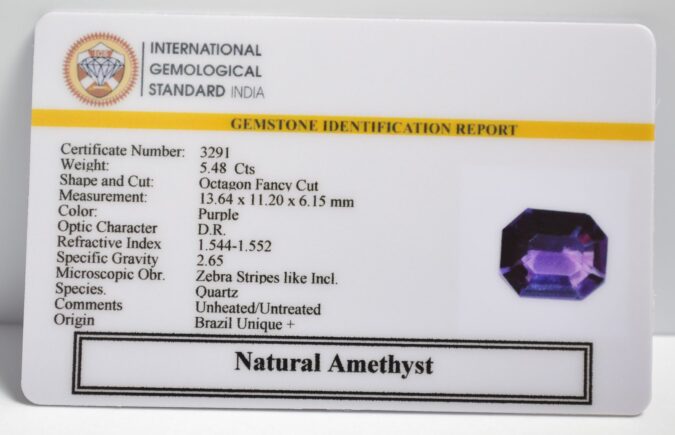 INTERNATIONAL
GEMOLOGICAL
STANDARD INDIA
IGS
GEMSTONE IDENTIFICATION REPORT
Certificate Number: 3291
Weight: 5.48 Cts
Shape and Cut: Octagon Fancy Cut
Measurement: 13.64 x 11.20 x 6.15 mm
Color: Purple
Optic Character D.R.
Refractive Index 1.544-1.552
Specific Gravity 2.65
Microscopic Obr. Zebra Stripes like Incl.
Species. Quartz
Comments Unheated/Untreated
Origin Brazil Unique +
Natural Amethyst